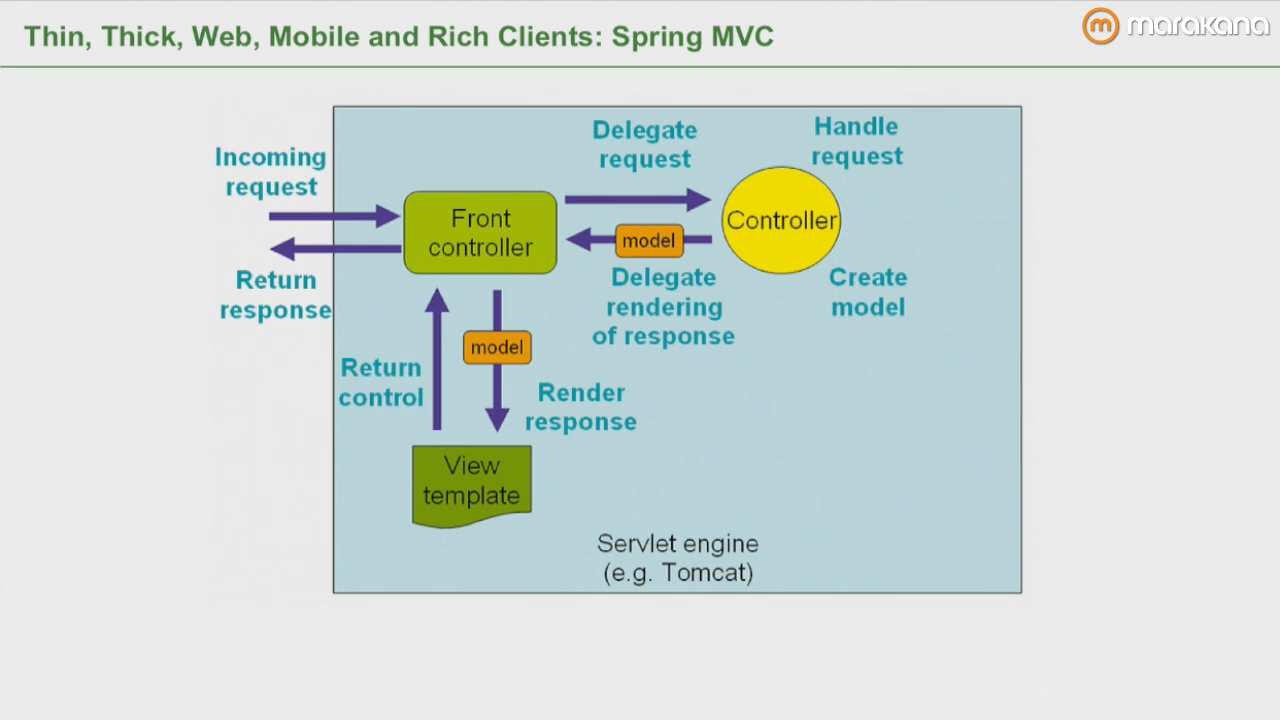 Thin, Thick, Web, Mobile and Rich Clients: Spring MVC
marakana
Incoming
request
Delegate
request
Handle
request
Front
controller
Controller
model
Return
response
Delegate
rendering
of response
Create
model
model
Return
control
Render
response
View
template
Servlet engine
(e.g. Tomcat)